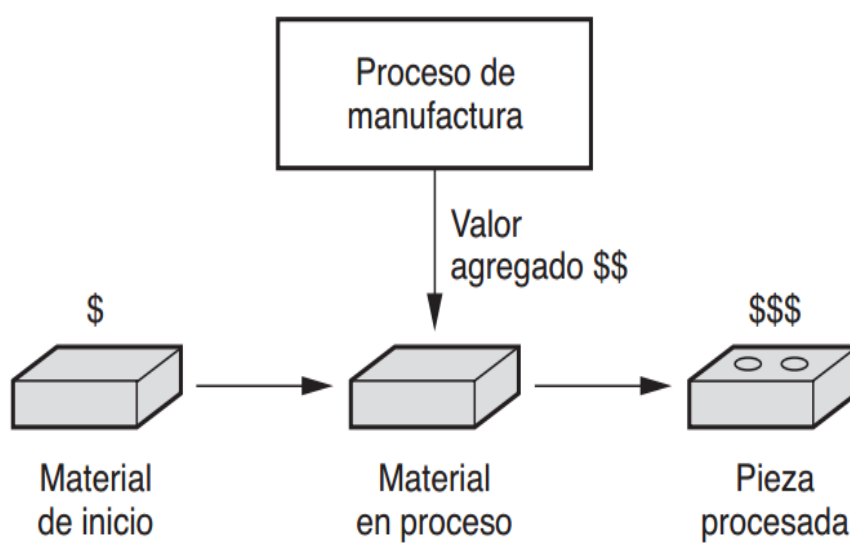 Proceso de
manufactura
Valor
agregado $$
$
$$$
Material
de inicio
Material
en proceso
Pieza
procesada